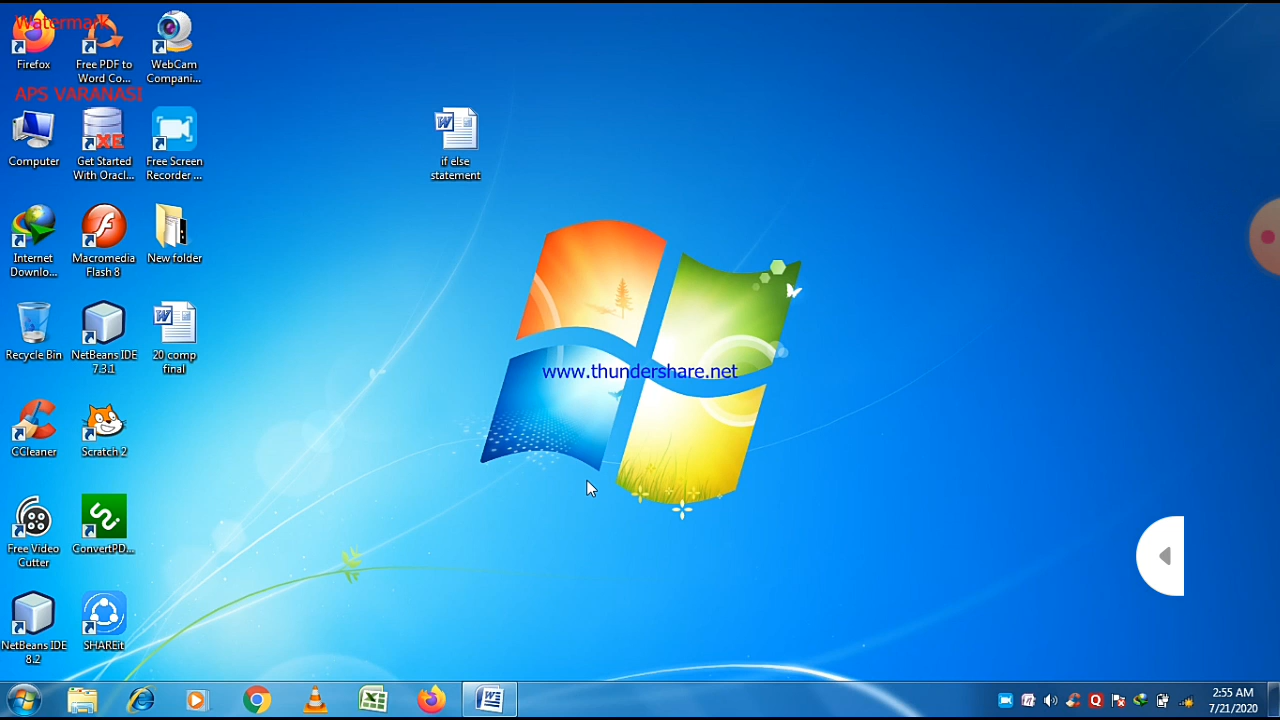 Watermark
Firefox
Free PDF to
Word Co...
WebCam
Compani...
APS VARANASI
Computer
Get Started
With Oracl...
Free Screen
Recorder ...
if else
statement
Internet
Downlo...
Macromedia
Flash 8
New folder
Recycle Bin
NetBeans IDE
7.3.1
20 comp
final
www.thundershare.net
CCleaner
Scratch 2
Free Video
Cutter
ConvertPD...
NetBeans IDE
8.2
SHAREit
2:55 AM
7/21/2020